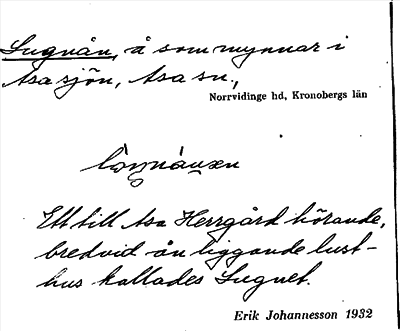 Lugnån, å som mynnar i
Asasjön, Asa sn.,
Norrvidinge hd, Kronobergs län
Ett till Asa Herrgård hörande,
bredvid ån liggande lust-
hus kallades Lugnet.
Erik Johannesson 1932